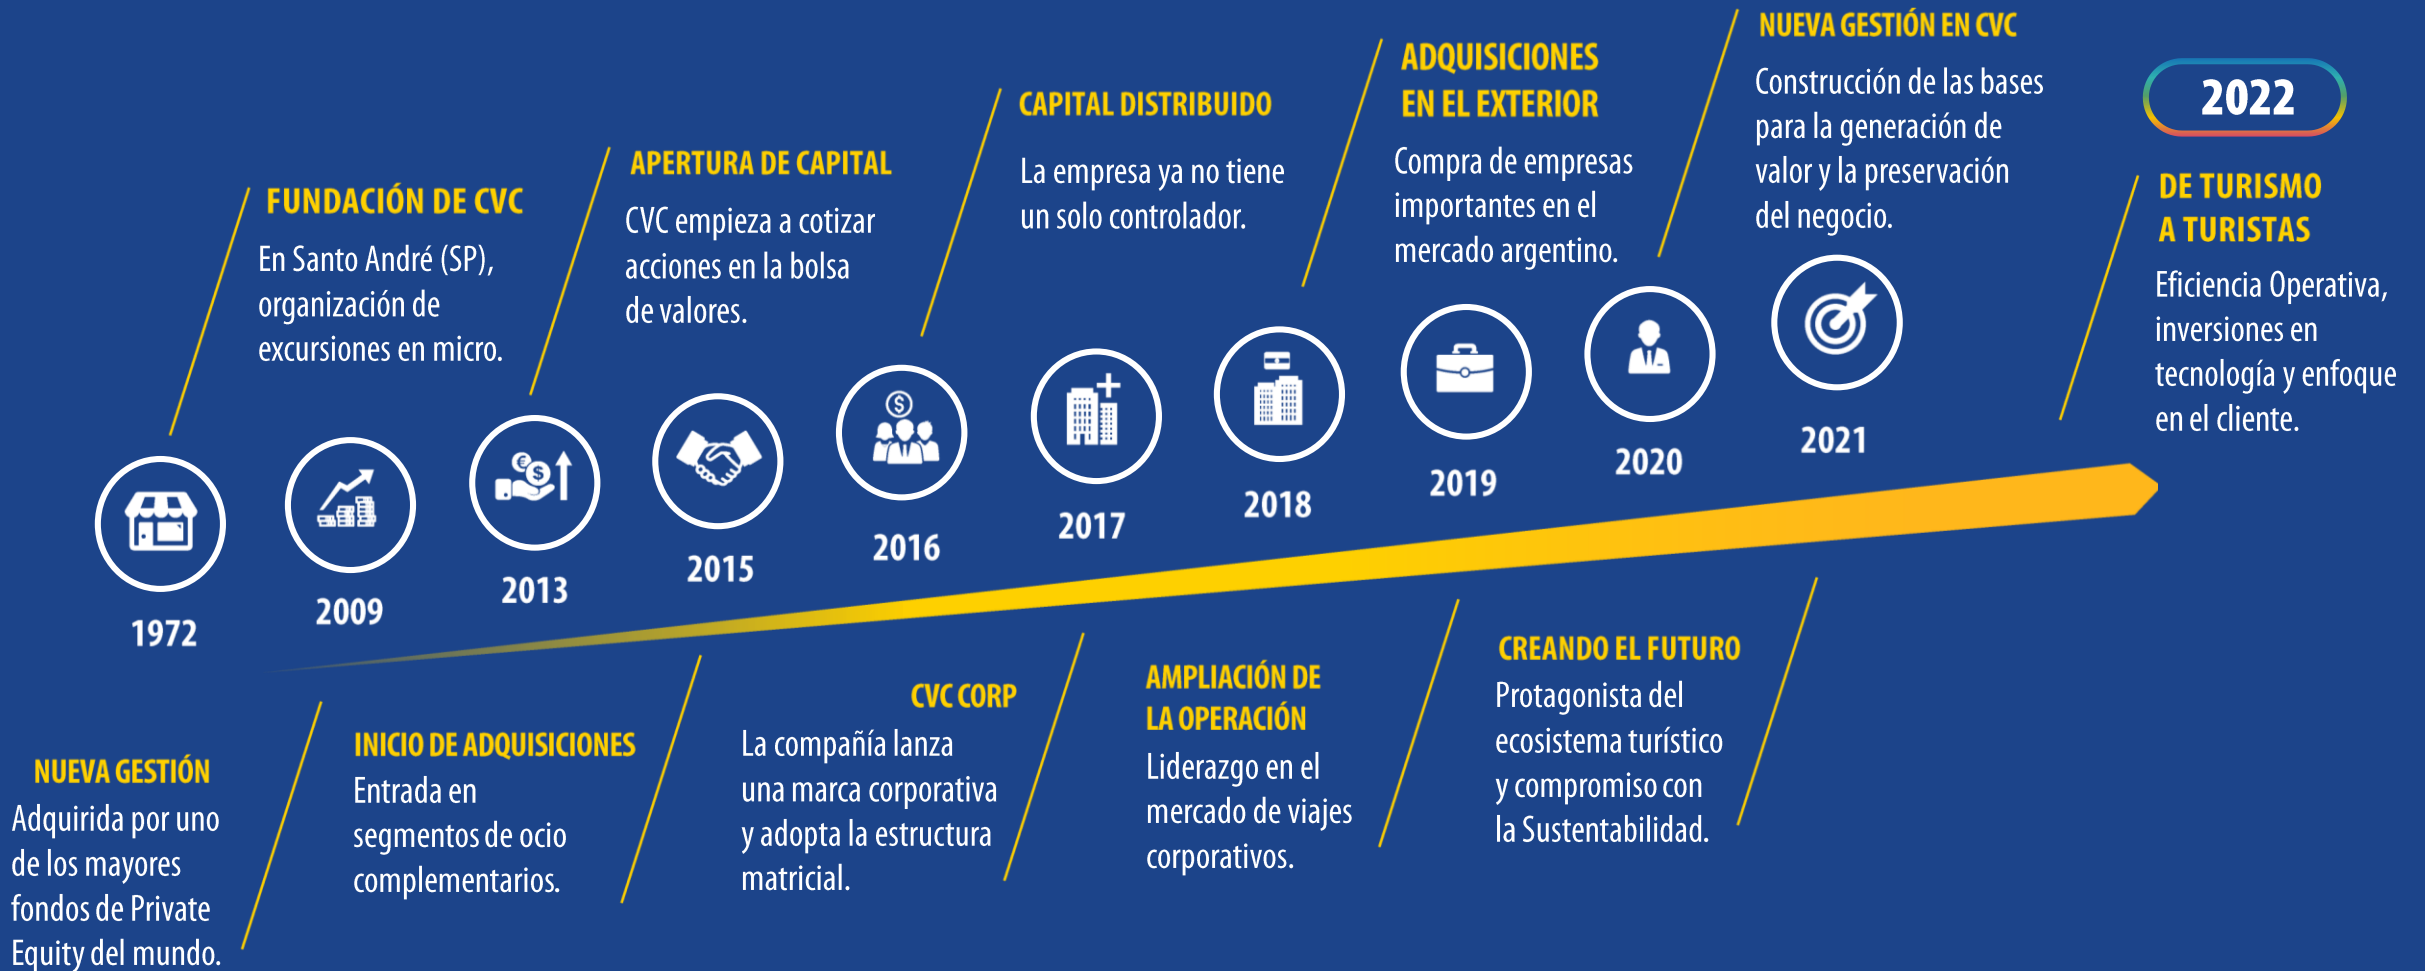 FUNDACIÓN DE CVC
En Santo André (SP),
organización de
excursiones en micro.
1972
NUEVA GESTIÓN
Adquirida por uno
de los mayores
fondos de Private
Equity del mundo.
2009
APERTURA DE CAPITAL
CVC empieza a cotizar
acciones en la bolsa
de valores.
2013
INICIO DE ADQUISICIONES
Entrada en
segmentos de ocio
complementarios.
2015
CAPITAL DISTRIBUIDO
La empresa ya no tiene
un solo controlador.
2016
CVC CORP
La compañía lanza
una marca corporativa
y adopta la estructura
matricial.
2017
ADQUISICIONES
EN EL EXTERIOR
Compra de empresas
importantes en el
mercado argentino.
2018
AMPLIACIÓN DE
LA OPERACIÓN
Liderazgo en el
mercado de viajes
corporativos.
2019
NUEVA GESTIÓN EN CVC
Construcción de las bases
para la generación de
valor y la preservación
del negocio.
2020
CREANDO EL FUTURO
Protagonista del
ecosistema turístico
y compromiso con
la Sustentabilidad.
2021
2022
DE TURISMO
A TURISTAS
Eficiencia Operativa,
inversiones en
tecnología y enfoque
en el cliente.